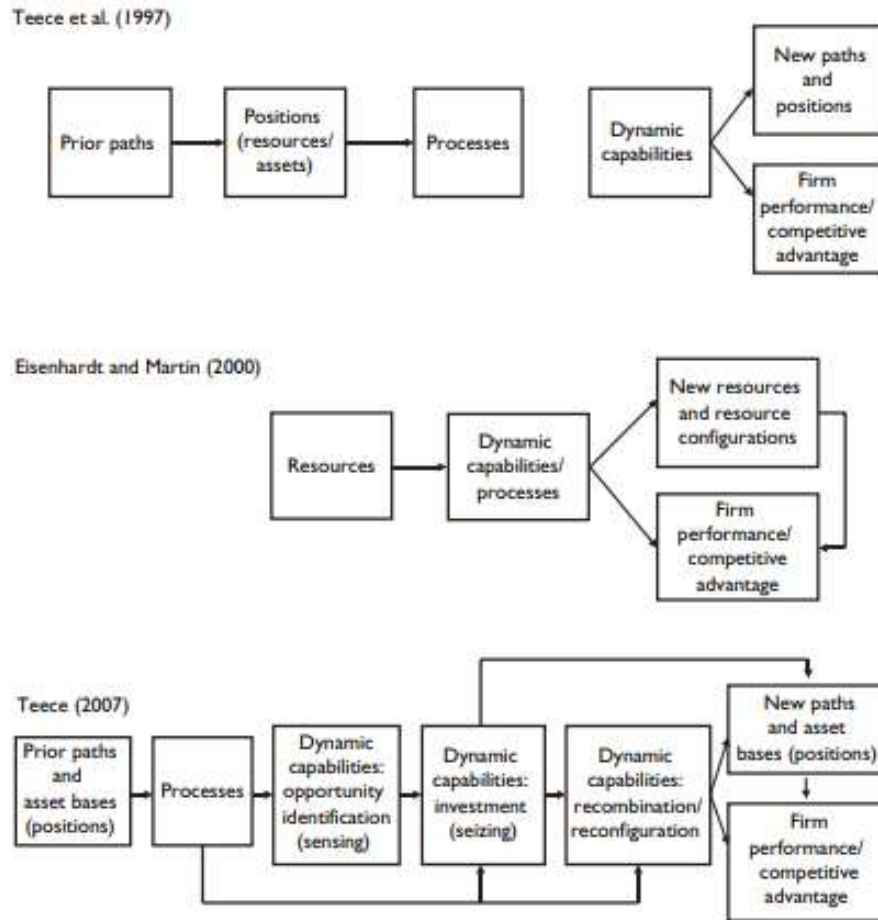 Teece et al. (1997)
Prior paths
Positions
(resources/
assets)
Processes
Dynamic
capabilities
New paths
and
positions
Firm
performance/
competitive
advantage
Eisenhardt and Martin (2000)
Resources
Dynamic
capabilities/
processes
New resources
and resource
configurations
Firm
performance/
competitive
advantage
Teece (2007)
Prior paths
and
asset bases
(positions)
Processes
Dynamic
capabilities:
opportunity
identification
(sensing)
Dynamic
capabilities:
investment
(seizing)
Dynamic
capabilities:
recombination/
reconfiguration
New paths
and asset
bases (positions)
Firm
performance/
competitive
advantage